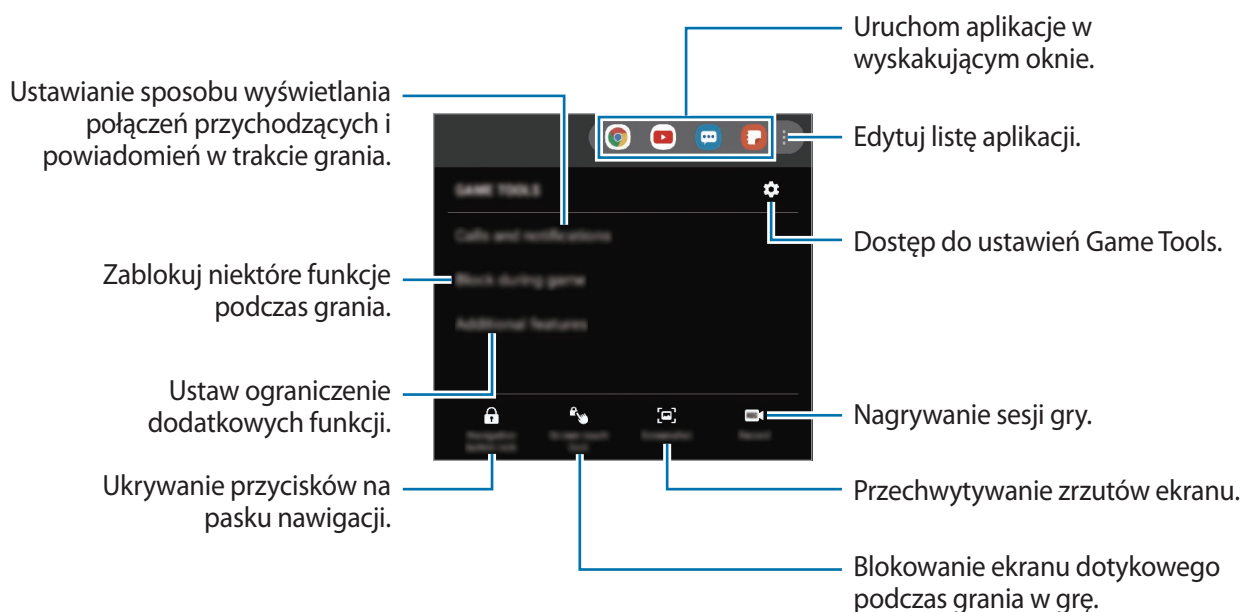 Uruchom aplikacje w
wyskakującym oknie.
Ustawianie sposobu wyświetlania
połączeń przychodzących i
powiadomień w trakcie grania.
Edytuj listę aplikacji.
GAME TOOLS
Dostęp do ustawień Game Tools.
Calls and notifications
Zablokuj niektóre funkcje
podczas grania.
Block during game
Additional features
Ustaw ograniczenie
dodatkowych funkcji.
Nagrywanie sesji gry.
Ukrywanie przycisków na
pasku nawigacji.
Przechwytywanie zrzutów ekranu.
Blokowanie ekranu dotykowego
podczas grania w grę.